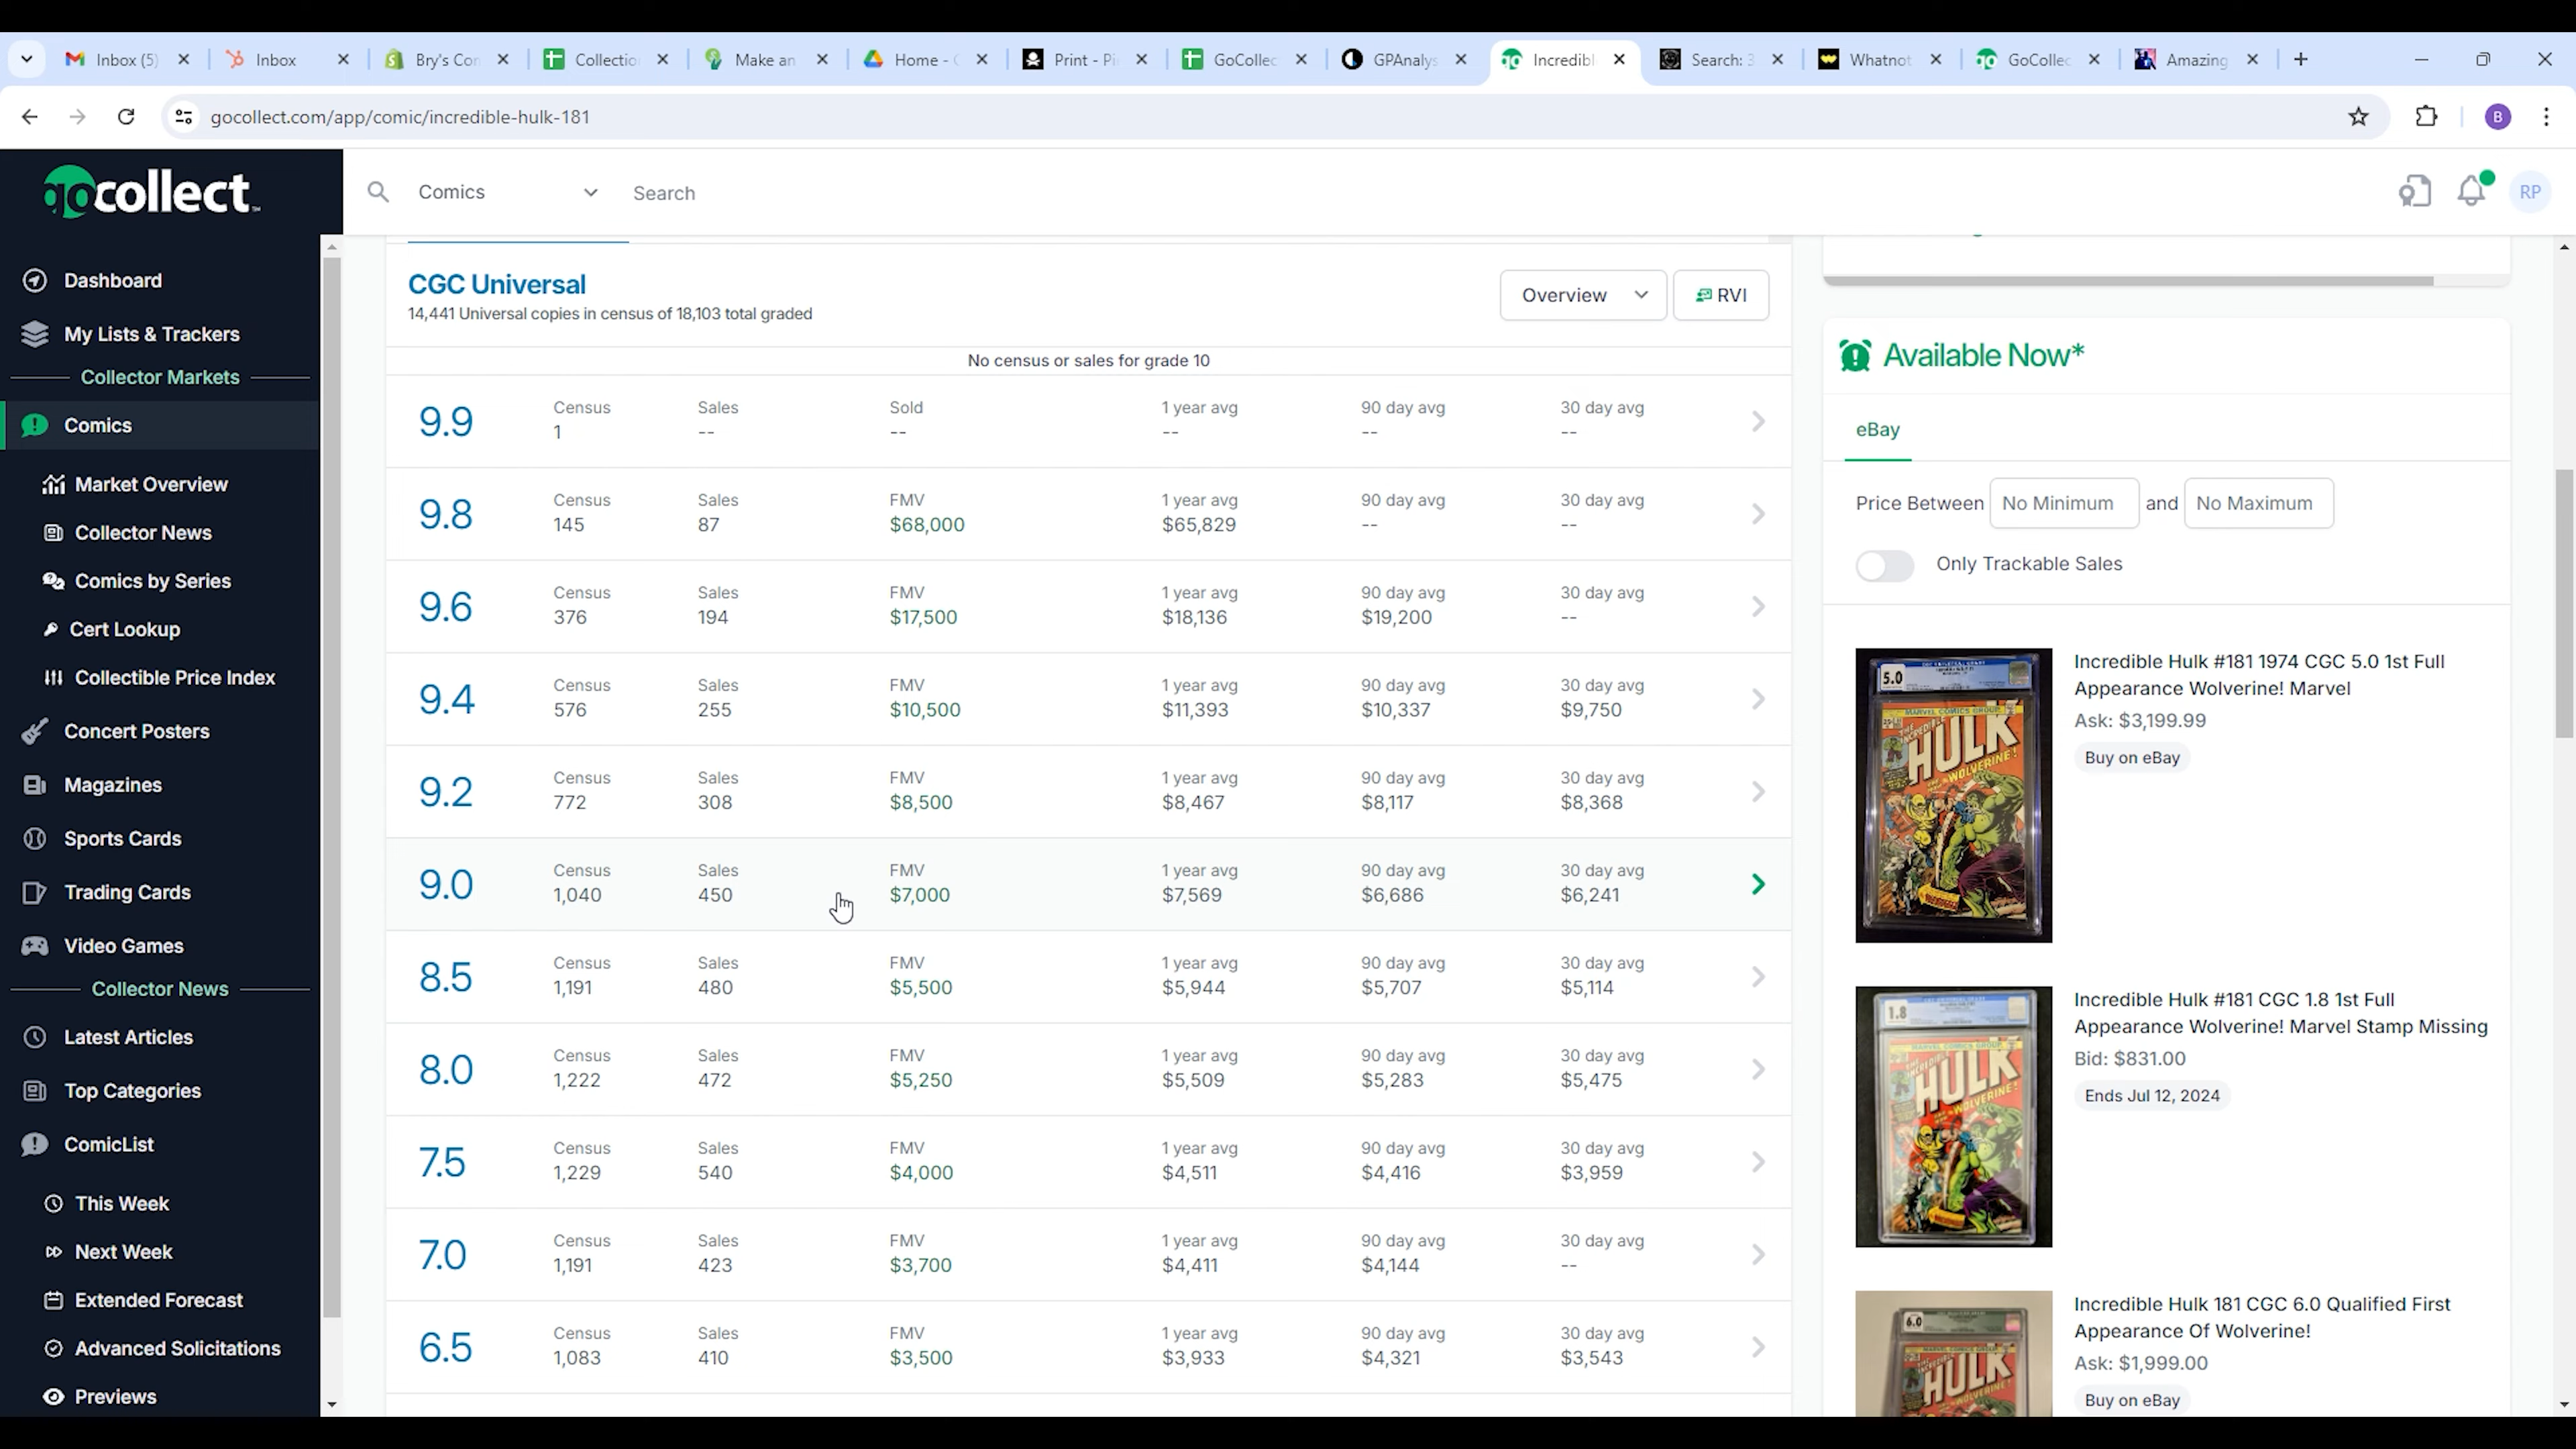 Inbox (5)
Inbox
Bry's Cor
Collectio
Make an
Home - 
Print - Pi
GoCollec
GPAnalys
Incredibl
Search: 3
Whatnot
GoCollec
Amazing
gocollect.com/app/comic/incredible-hulk-181
B
gocollect
Comics
Search
RP
Dashboard
My Lists & Trackers
Collector Markets
Comics
Market Overview
Collector News
Comics by Series
Cert Lookup
Collectible Price Index
Concert Posters
Magazines
Sports Cards
Trading Cards
Video Games
Collector News
Latest Articles
Top Categories
ComicList
This Week
Next Week
Extended Forecast
Advanced Solicitations
Previews
CGC Universal
14,441 Universal copies in census of 18,103 total graded
Overview
RVI
No census or sales for grade 10
9.9 Census Sales Sold 1 year avg 90 day avg 30 day avg
1 -- -- -- -- --
9.8 Census Sales FMV 1 year avg 90 day avg 30 day avg
145 87 $68,000 $65,829 -- --
9.6 Census Sales FMV 1 year avg 90 day avg 30 day avg
376 194 $17,500 $18,136 $19,200 --
9.4 Census Sales FMV 1 year avg 90 day avg 30 day avg
576 255 $10,500 $11,393 $10,337 $9,750
9.2 Census Sales FMV 1 year avg 90 day avg 30 day avg
772 308 $8,500 $8,467 $8,117 $8,368
9.0 Census Sales FMV 1 year avg 90 day avg 30 day avg
1,040 450 $7,000 $7,569 $6,686 $6,241
8.5 Census Sales FMV 1 year avg 90 day avg 30 day avg
1,191 480 $5,500 $5,944 $5,707 $5,114
8.0 Census Sales FMV 1 year avg 90 day avg 30 day avg
1,222 472 $5,250 $5,509 $5,283 $5,475
7.5 Census Sales FMV 1 year avg 90 day avg 30 day avg
1,229 540 $4,000 $4,511 $4,416 $3,959
7.0 Census Sales FMV 1 year avg 90 day avg 30 day avg
1,191 423 $3,700 $4,411 $4,144 --
6.5 Census Sales FMV 1 year avg 90 day avg 30 day avg
1,083 410 $3,500 $3,933 $4,321 $3,543
Available Now*
eBay
Price Between No Minimum and No Maximum
Only Trackable Sales
5.0
MARVEL COMICS GROUP
THE INCREDIBLE
HULK
WOLVERINE!
Incredible Hulk #181 1974 CGC 5.0 1st Full
Appearance Wolverine! Marvel
Ask: $3,199.99
Buy on eBay
1.8
HULK
Incredible Hulk #181 CGC 1.8 1st Full
Appearance Wolverine! Marvel Stamp Missing
Bid: $831.00
Ends Jul 12, 2024
6.0
MARVEL COMICS GROUP
HULK
Incredible Hulk 181 CGC 6.0 Qualified First
Appearance Of Wolverine!
Ask: $1,999.00
Buy on eBay